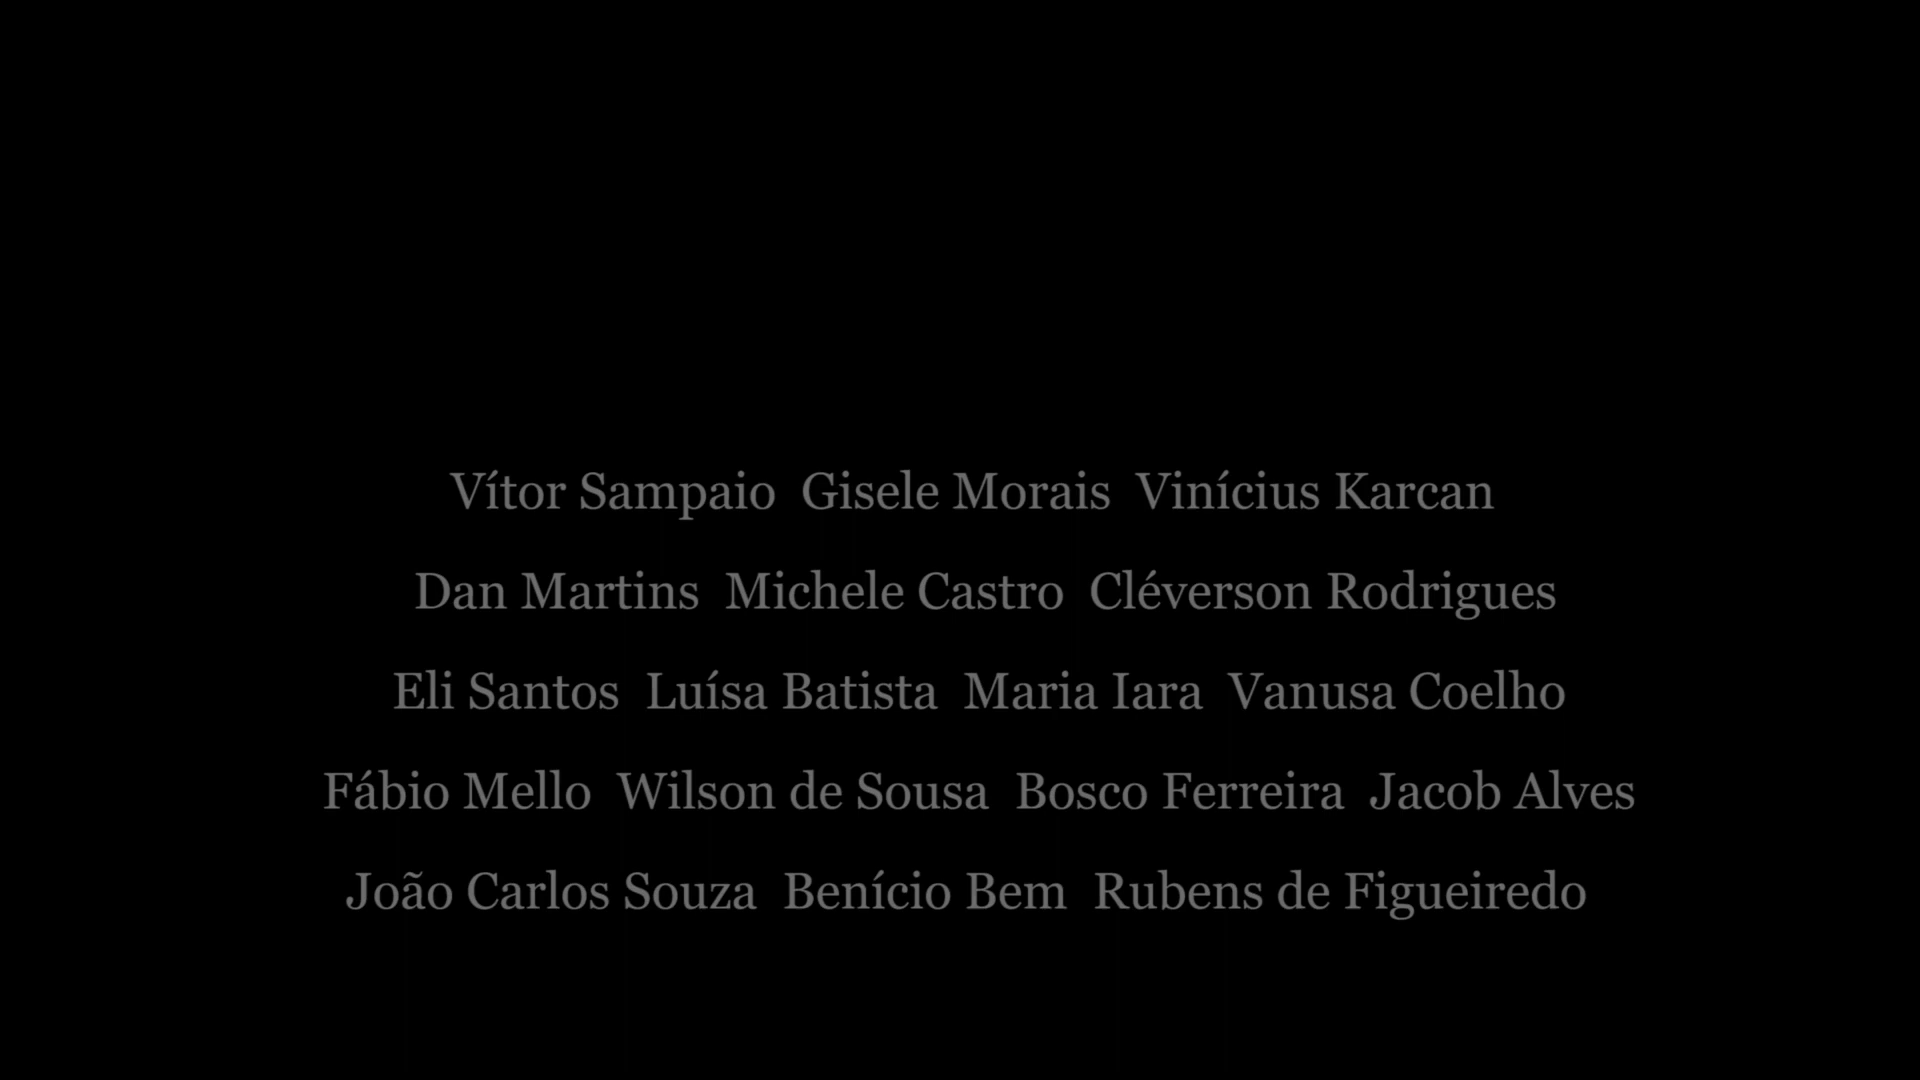 Vítor Sampaio Gisele Morais Vinícius Karcan
Dan Martins Michele Castro Cléverson Rodrigues
Eli Santos Luísa Batista Maria Iara Vanusa Coelho
Fábio Mello Wilson de Sousa Bosco Ferreira Jacob Alves
João Carlos Souza Benício Bem Rubens de Figueiredo